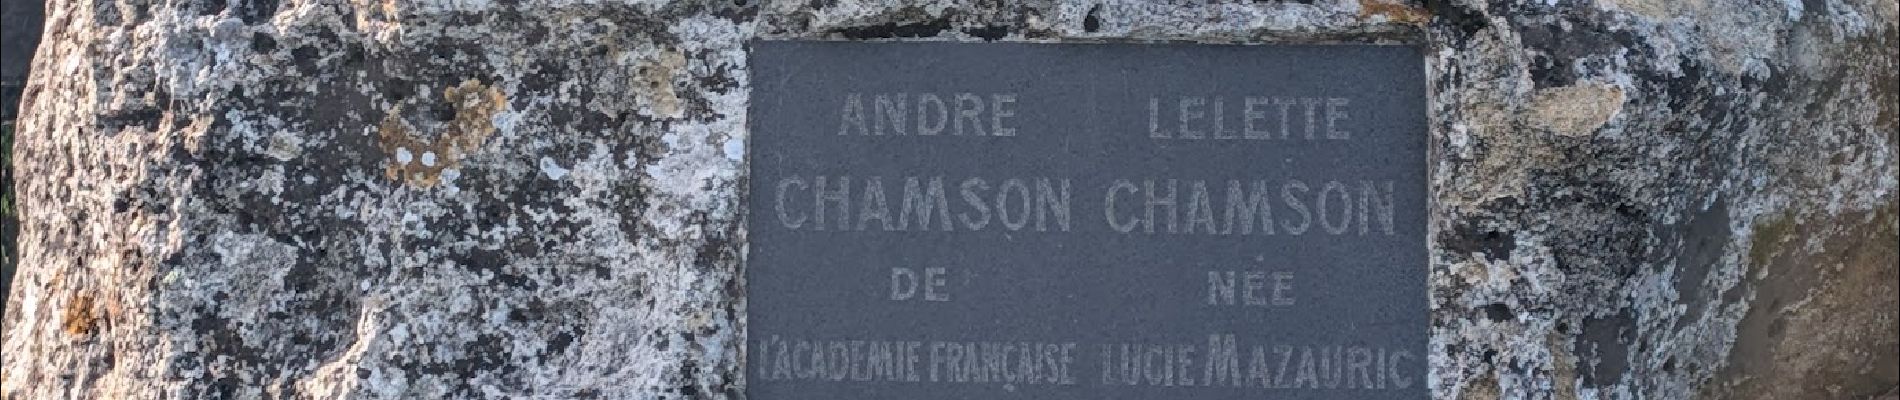 ANDRE LELETTE
CHAMSON CHAMSON
DE NÉE
L'ACADEMIE FRANÇAISE LUCIE MAZAURIC